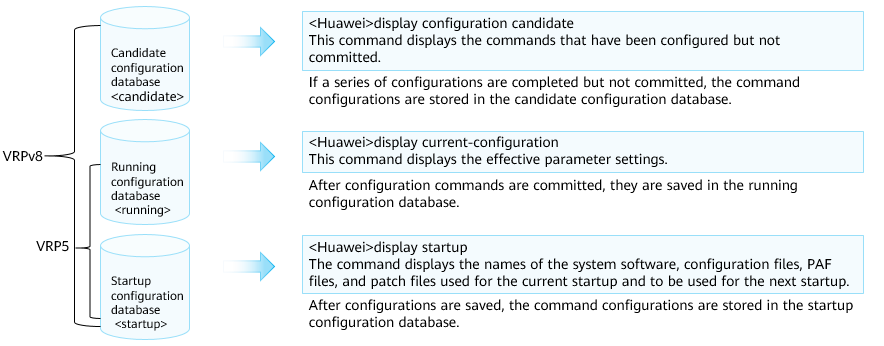 VRPv8
VRP5
Candidate
configuration
database
<candidate>
<Huawei>display configuration candidate
This command displays the commands that have been configured but not
committed.
If a series of configurations are completed but not committed, the command
configurations are stored in the candidate configuration database.
Running
configuration
database
<running>
<Huawei>display current-configuration
This command displays the effective parameter settings.
After configuration commands are committed, they are saved in the running
configuration database.
Startup
configuration
database
<startup>
<Huawei>display startup
The command displays the names of the system software, configuration files, PAF
files, and patch files used for the current startup and to be used for the next startup.
After configurations are saved, the command configurations are stored in the startup
configuration database.